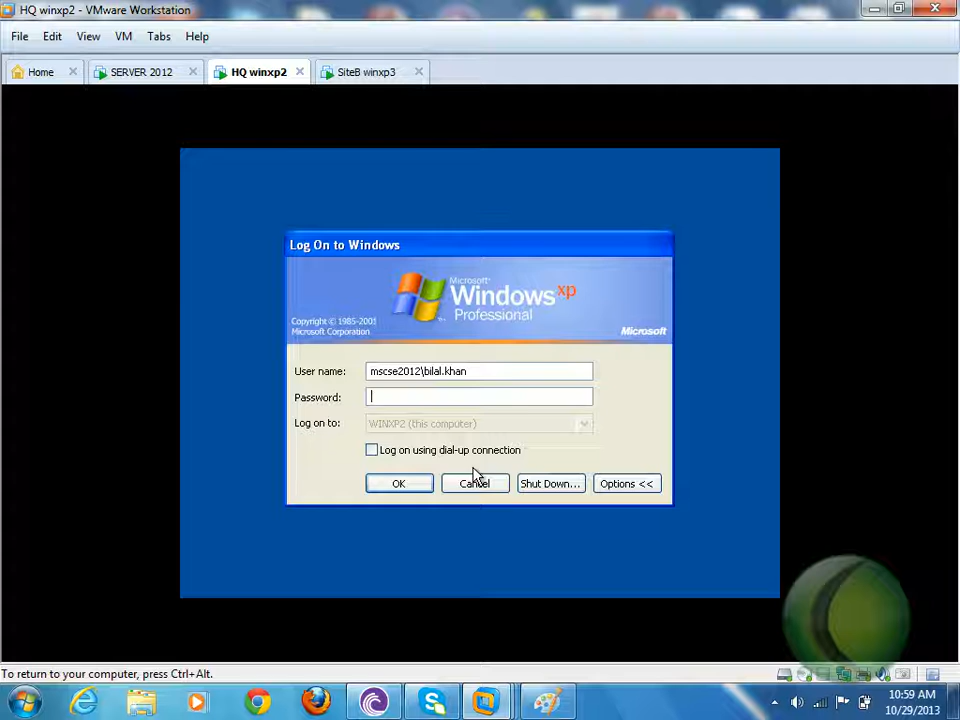 HQ winxp2 - VMware Workstation
File Edit View VM Tabs Help
Home SERVER 2012 HQ winxp2 SiteB winxp3
Log On to Windows
Microsoft
Windows xp
Professional
Copyright © 1985-2001
Microsoft Corporation
Microsoft
User name: mscse2012\bilal.khan
Password:
Log on to: WINXP2 (this computer)
Log on using dial-up connection
OK Cancel Shut Down... Options <<
To return to your computer, press Ctrl+Alt.
10:59 AM
10/29/2013